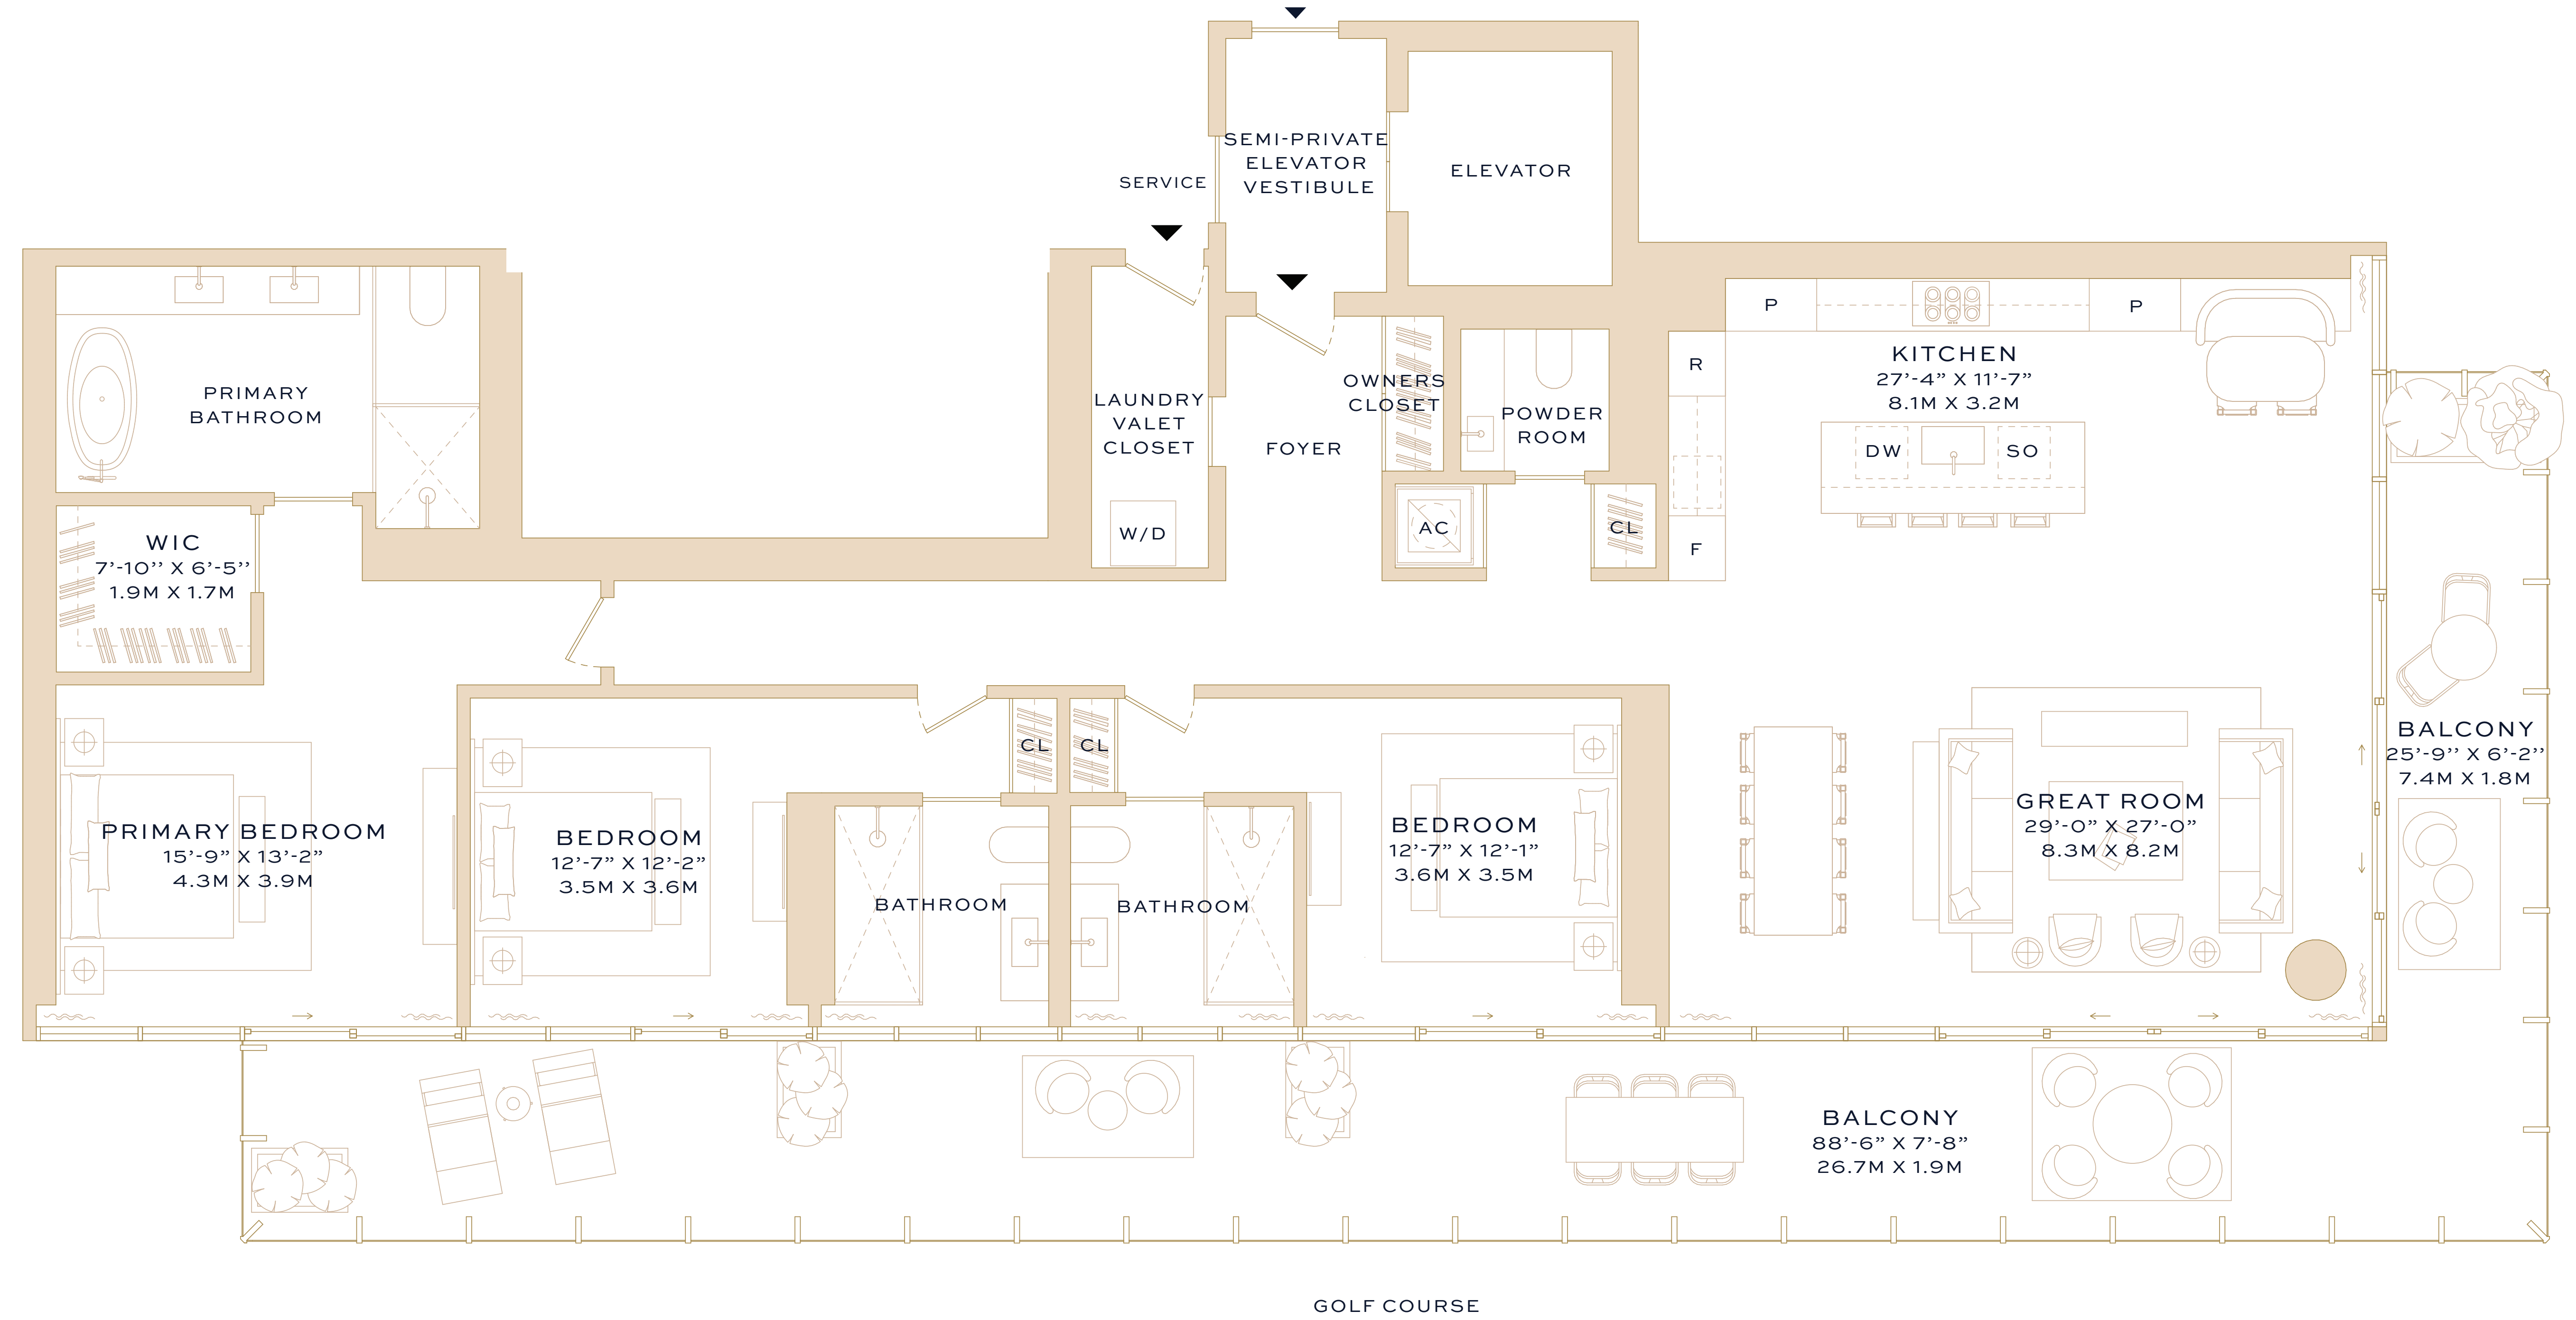 SEMI-PRIVATE
ELEVATOR
VESTIBULE
ELEVATOR
SERVICE
PRIMARY
BATHROOM
WIC
7’-10’’ X 6’-5’’
1.9M X 1.7M
LAUNDRY
VALET
CLOSET
W/D
FOYER
OWNERS
CLOSET
POWDER
ROOM
AC
CL
P
P
R
F
KITCHEN
27’-4” X 11’-7”
8.1M X 3.2M
DW
SO
PRIMARY BEDROOM
15’-9” X 13’-2”
4.3M X 3.9M
BEDROOM
12’-7” X 12’-2”
3.5M X 3.6M
CL
CL
BATHROOM
BATHROOM
BEDROOM
12’-7” X 12’-1”
3.6M X 3.5M
GREAT ROOM
29’-0” X 27’-0”
8.3M X 8.2M
BALCONY
25’-9’’ X 6’-2’’
7.4M X 1.8M
BALCONY
88’-6” X 7’-8”
26.7M X 1.9M
GOLF COURSE